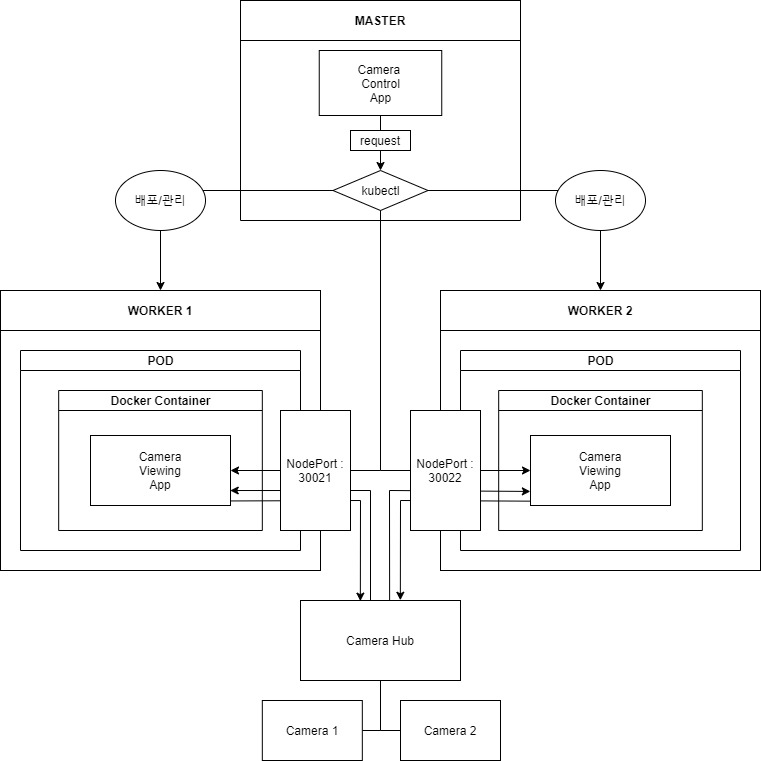 MASTER
Camera
Control
App
request
kubectl
배포/관리
배포/관리
WORKER 1
POD
Docker Container
Camera
Viewing
App
NodePort :
30021
WORKER 2
POD
Docker Container
NodePort :
30022
Camera
Viewing
App
Camera Hub
Camera 1
Camera 2